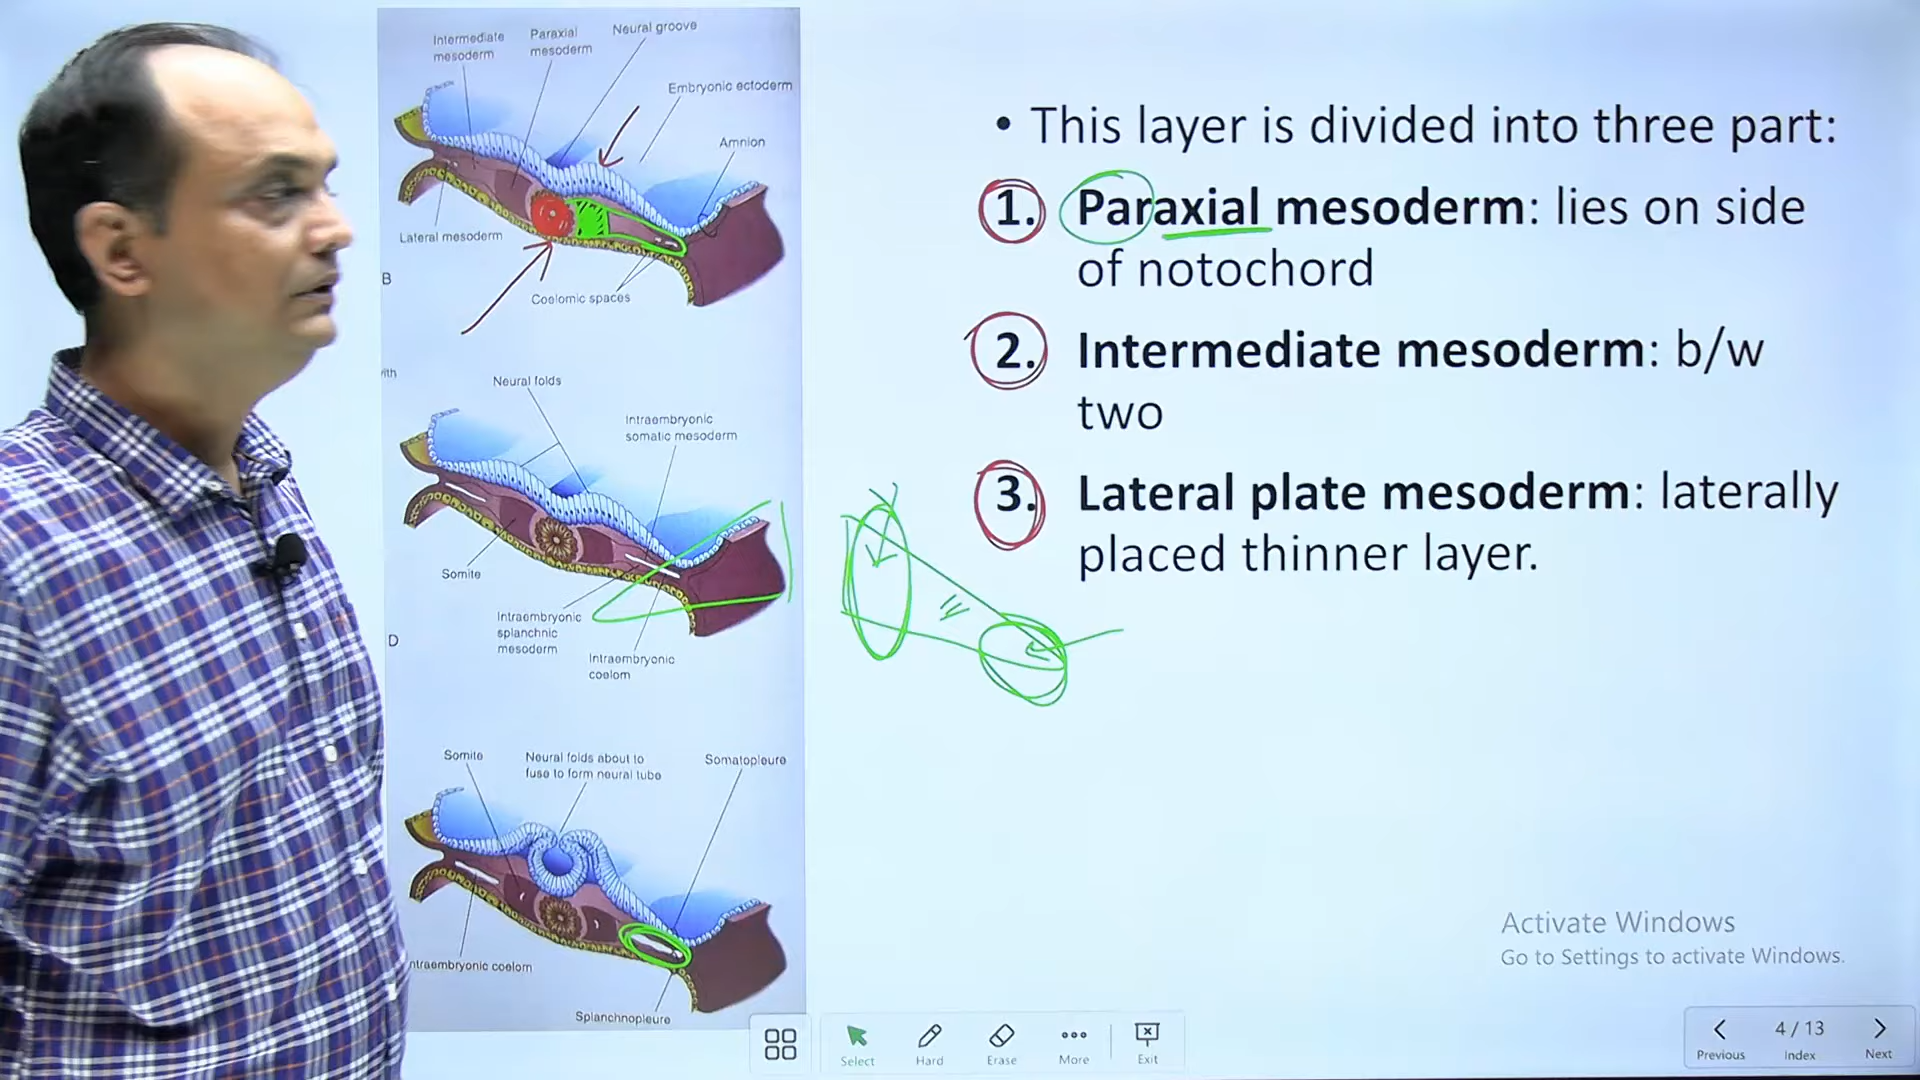 Intermediate
mesoderm
Paraxial
mesoderm
Neural groove
Embryonic ectoderm
Amnion
Lateral mesoderm
B
Coelomic spaces
ith
Neural folds
Intraembryonic
somatic mesoderm
Somite
Intraembryonic
splanchnic
mesoderm
Intraembryonic
coelom
D
Somite
Neural folds about to
fuse to form neural tube
Somatopleure
ntraembryonic coelom
Splanchnopleure
• This layer is divided into three part:
1. Paraxial mesoderm: lies on side
of notochord
2. Intermediate mesoderm: b/w
two
3. Lateral plate mesoderm: laterally
placed thinner layer.
Activate Windows
Go to Settings to activate Windows.
Select
Hard
Erase
More
Exit
Previous
4 / 13
Index
Next